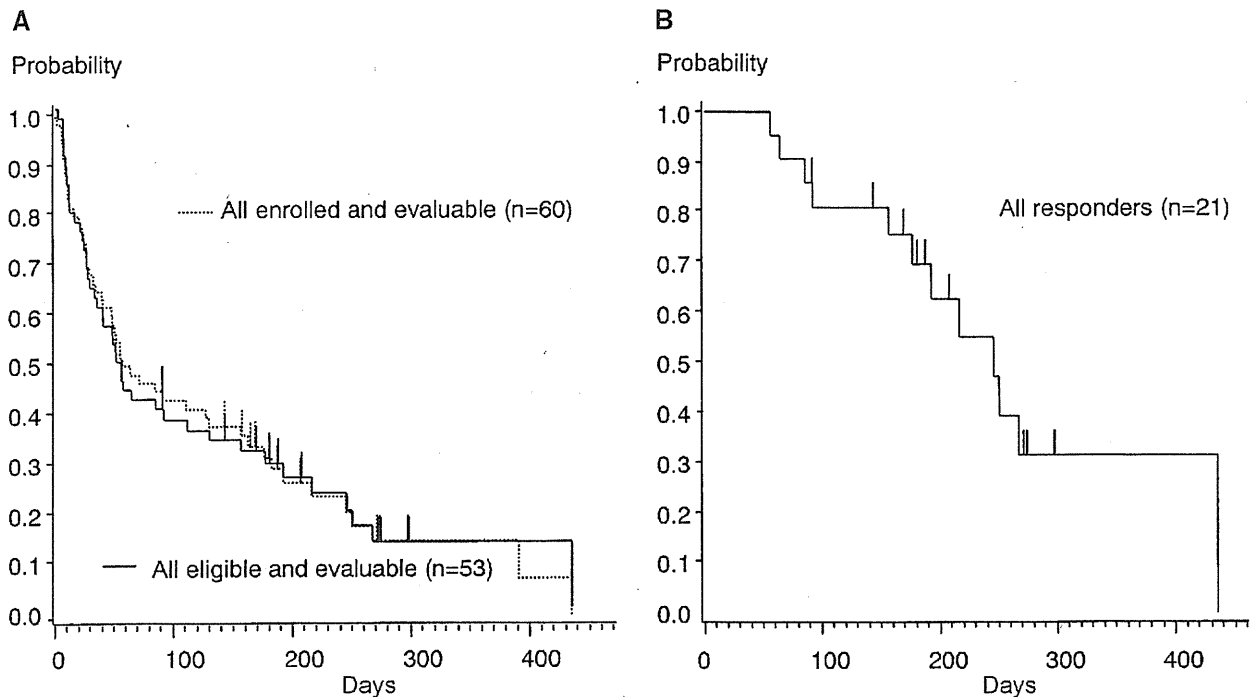 A
Probability
1.0
0.9
0.8
0.7
0.6
0.5
0.4
0.3
0.2
0.1
0.0
All enrolled and evaluable (n=60)
All eligible and evaluable (n=53)
0 100 200 300 400
Days
B
Probability
1.0
0.9
0.8
0.7
0.6
0.5
0.4
0.3
0.2
0.1
0.0
All responders (n=21)
0 100 200 300 400
Days